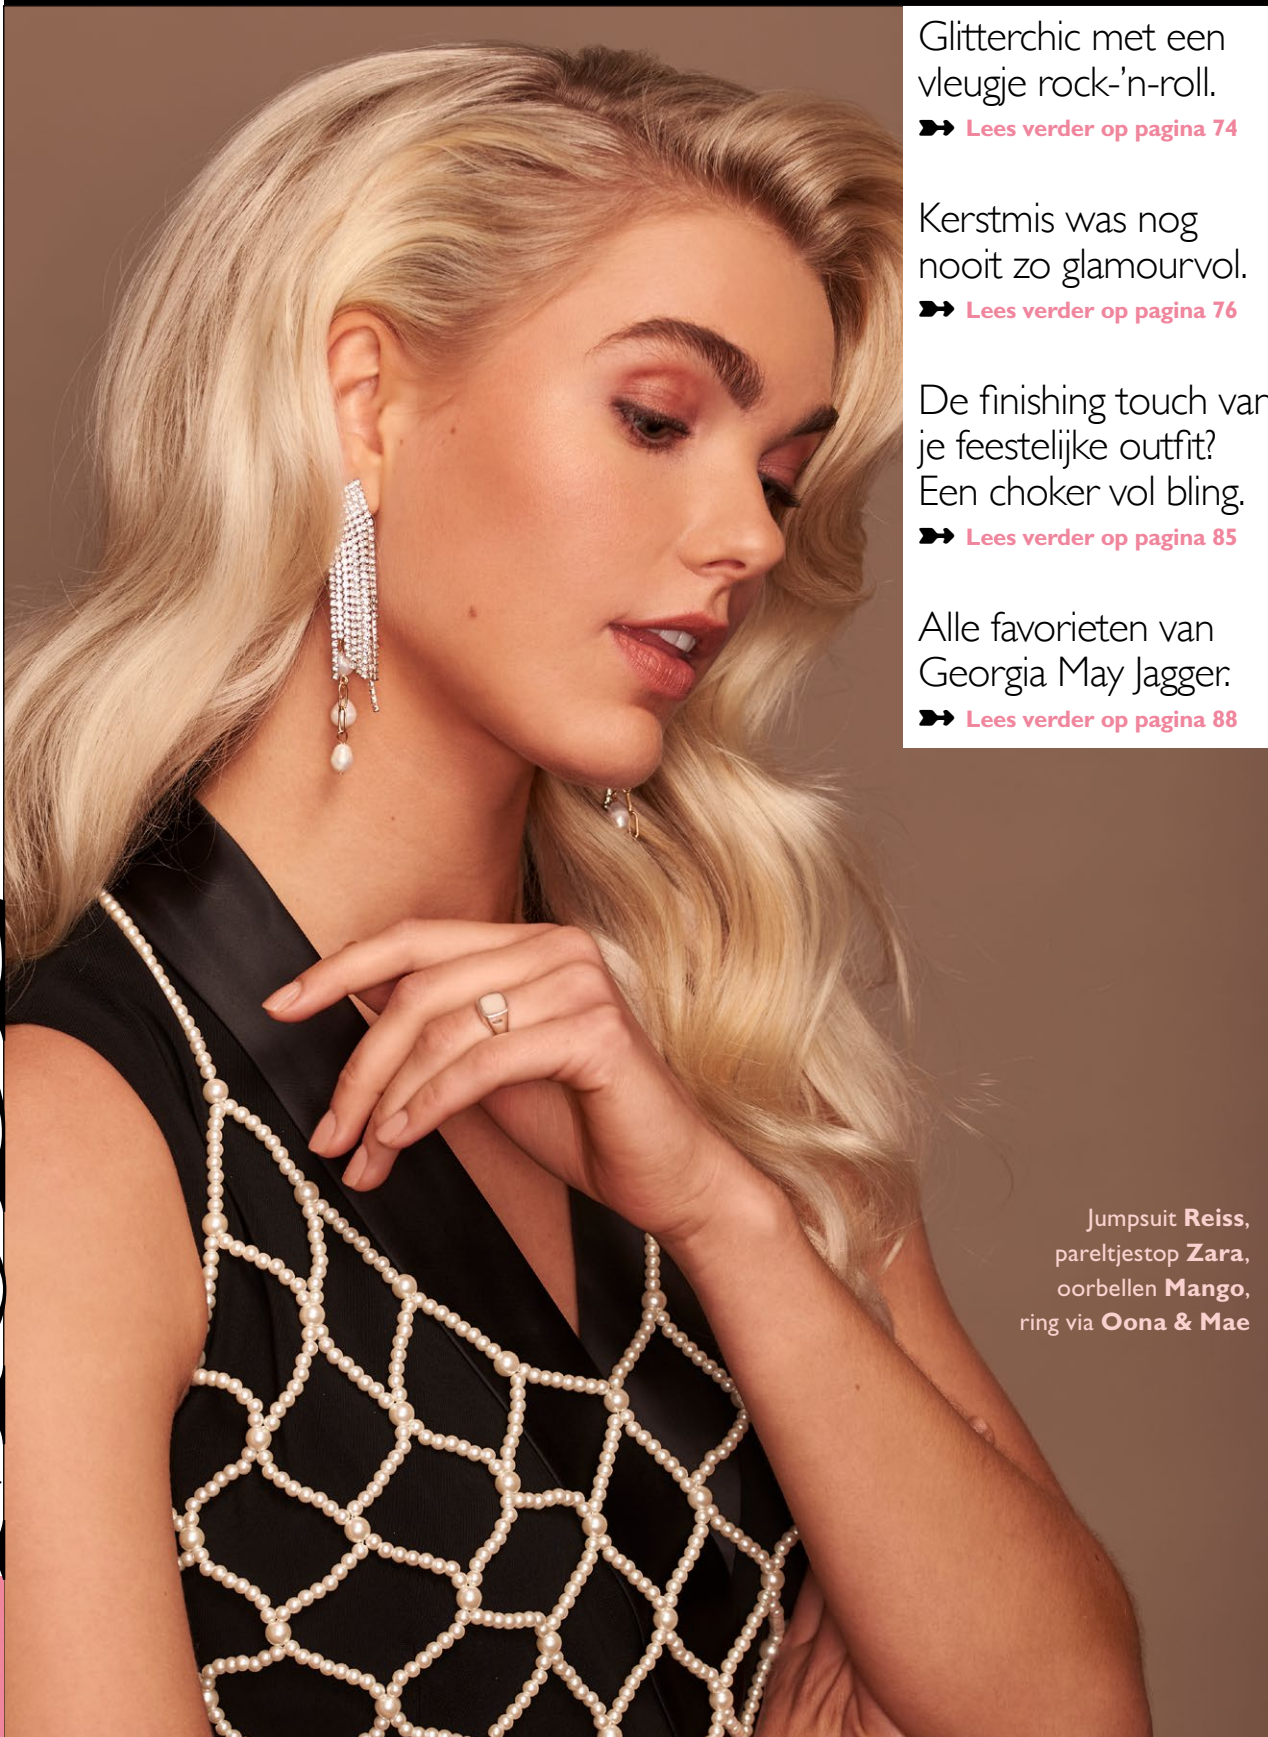 Glitterchic met een
vleugje rock-’n-roll.
Lees verder op pagina 74
Kerstmis was nog
nooit zo glamourvol.
Lees verder op pagina 76
De finishing touch van
je feestelijke outfit?
Een choker vol bling.
Lees verder op pagina 85
Alle favorieten van
Georgia May Jagger.
Lees verder op pagina 88
Jumpsuit Reiss,
pareltjestop Zara,
oorbellen Mango,
ring via Oona & Mae